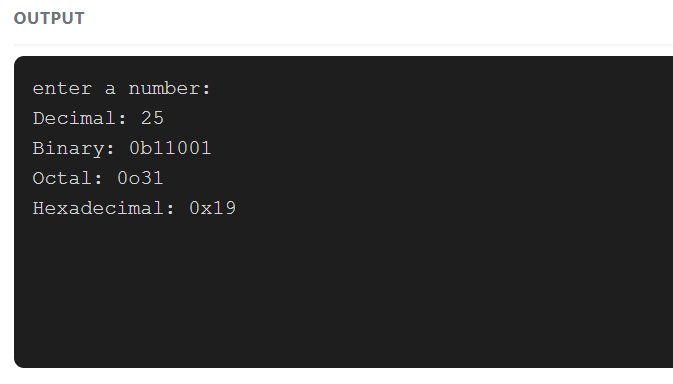 OUTPUT
enter a number:
Decimal: 25
Binary: 0b11001
Octal: 0o31
Hexadecimal: 0x19